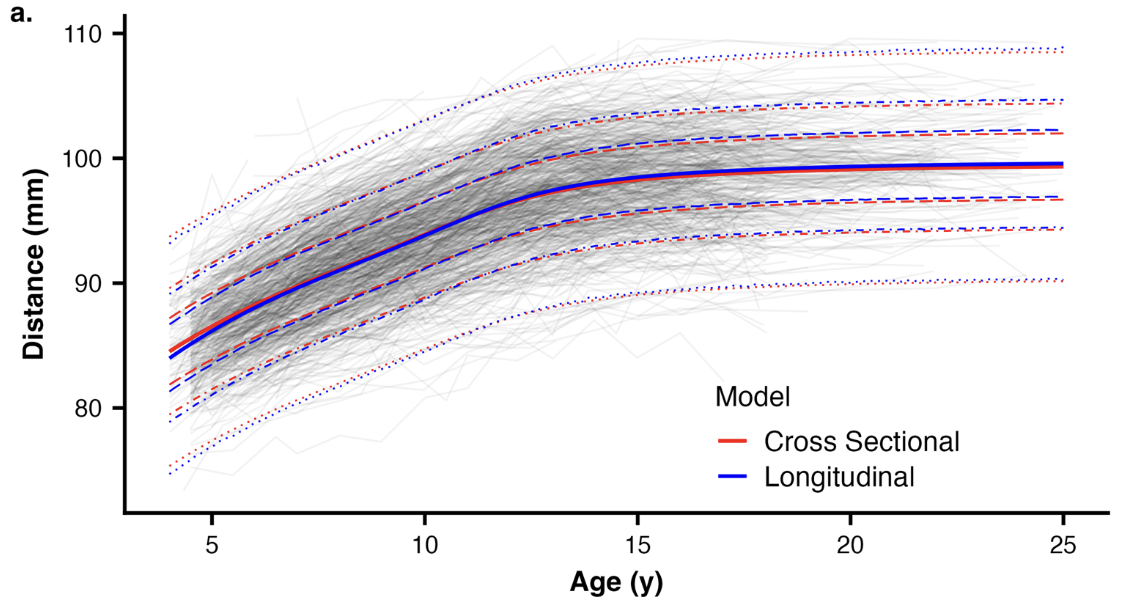 a.
110
100
90
80
Distance (mm)
Model
Cross Sectional
Longitudinal
5 10 15 20 25
Age (y)